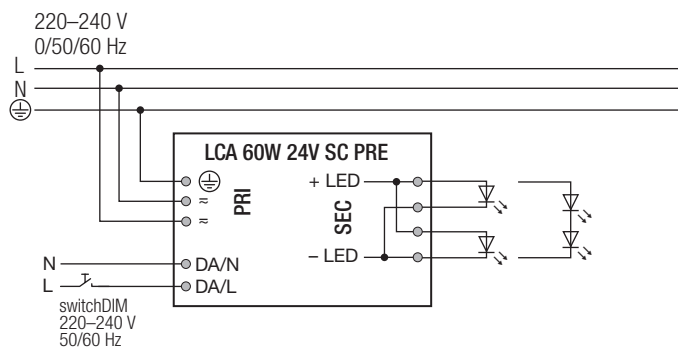 220–240 V
0/50/60 Hz
L
N
LCA 60W 24V SC PRE
PRI
≂
≂
+ LED
SEC
– LED
N
DA/N
L
DA/L
switchDIM
220–240 V
50/60 Hz